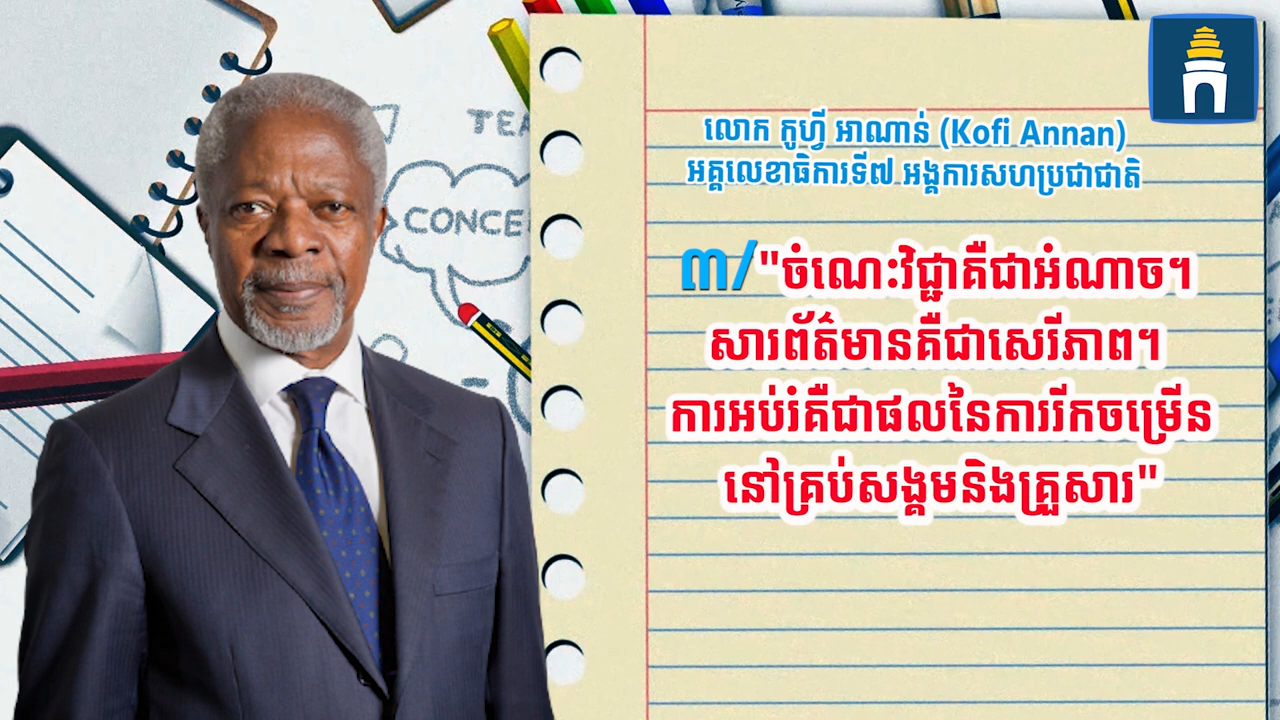 លោក កូហ្វី អាណាន់ (Kofi Annan)
អគ្គលេខាធិការទី៧ អង្គការសហប្រជាជាតិ
៣/"ចំណេះវិជ្ជាគឺជាអំណាច។
សារព័ត៌មានគឺជាសេរីភាព។
ការអប់រំគឺជាផលនៃការរីកចម្រើន
នៅគ្រប់សង្គមនិងគ្រួសារ"